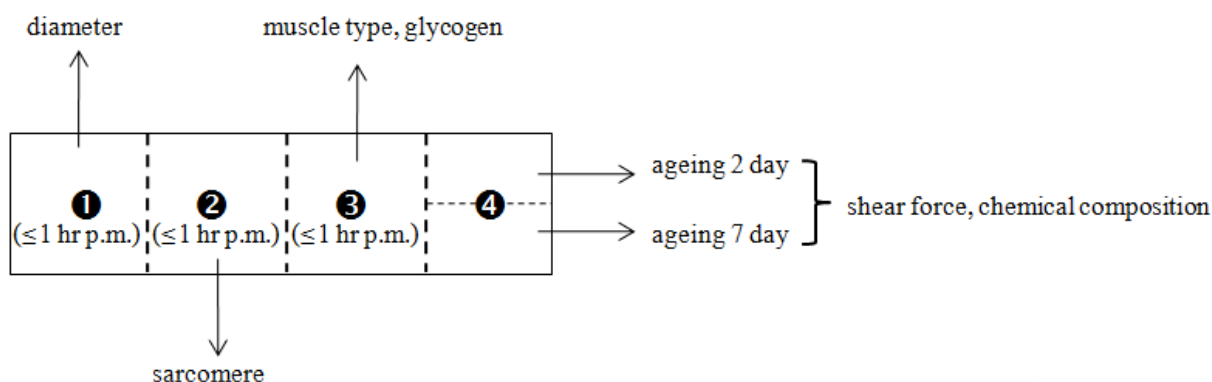 diameter
muscle type, glycogen
❶
(≤1 hr p.m.)
❷
(≤1 hr p.m.)
❸
(≤1 hr p.m.)
❹
ageing 2 day
ageing 7 day
shear force, chemical composition
sarcomere